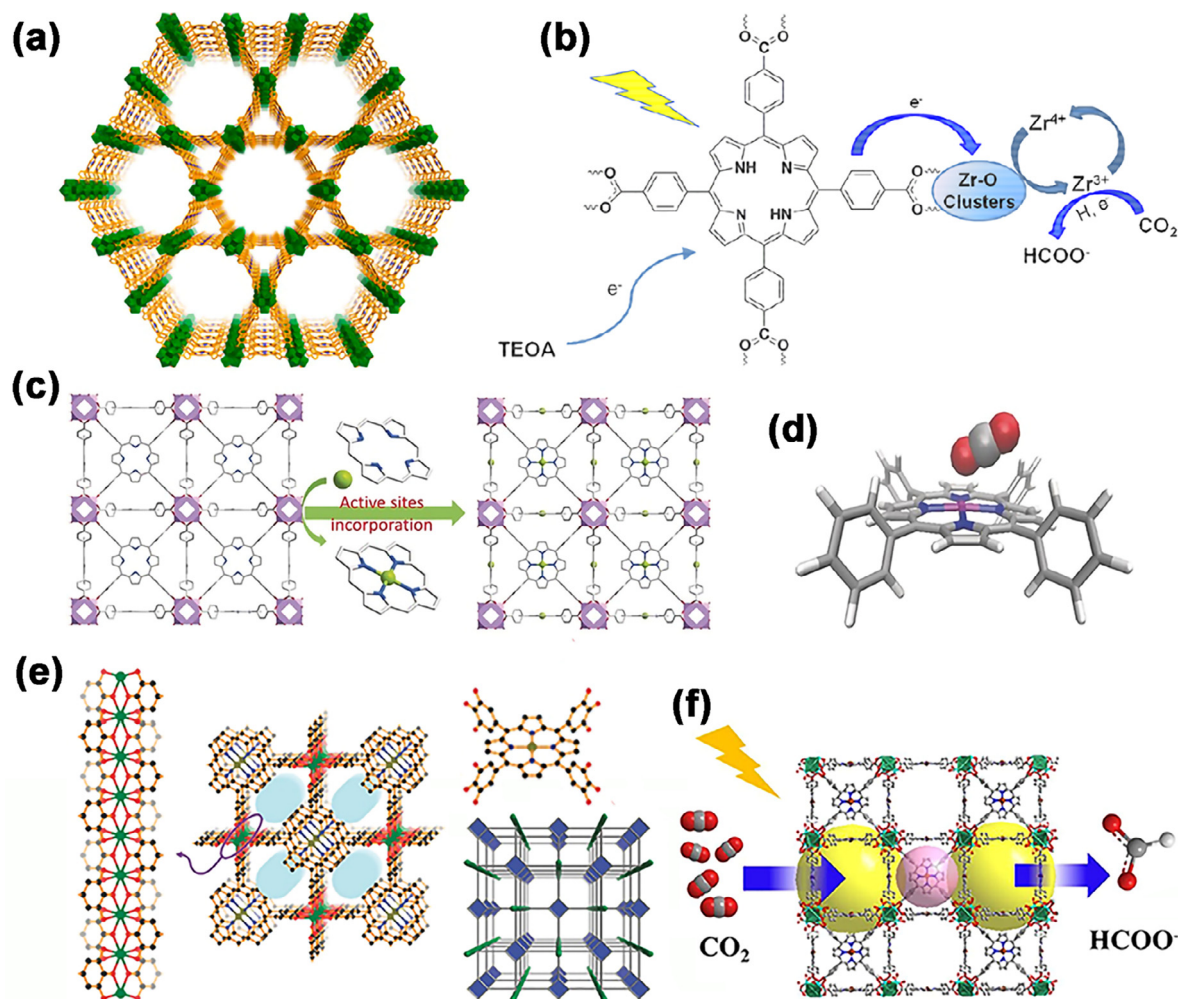 (a)
(b)
O O
C
e-
Zr4+
NH N
O
C
O
C
O
O
Zr-O
Clusters
Zr3+
N HN
H, e-
CO2
HCOO-
e-
TEOA
C
O O
(c)
Active sites
incorporation
(d)
(e)
(f)
CO2
HCOO-